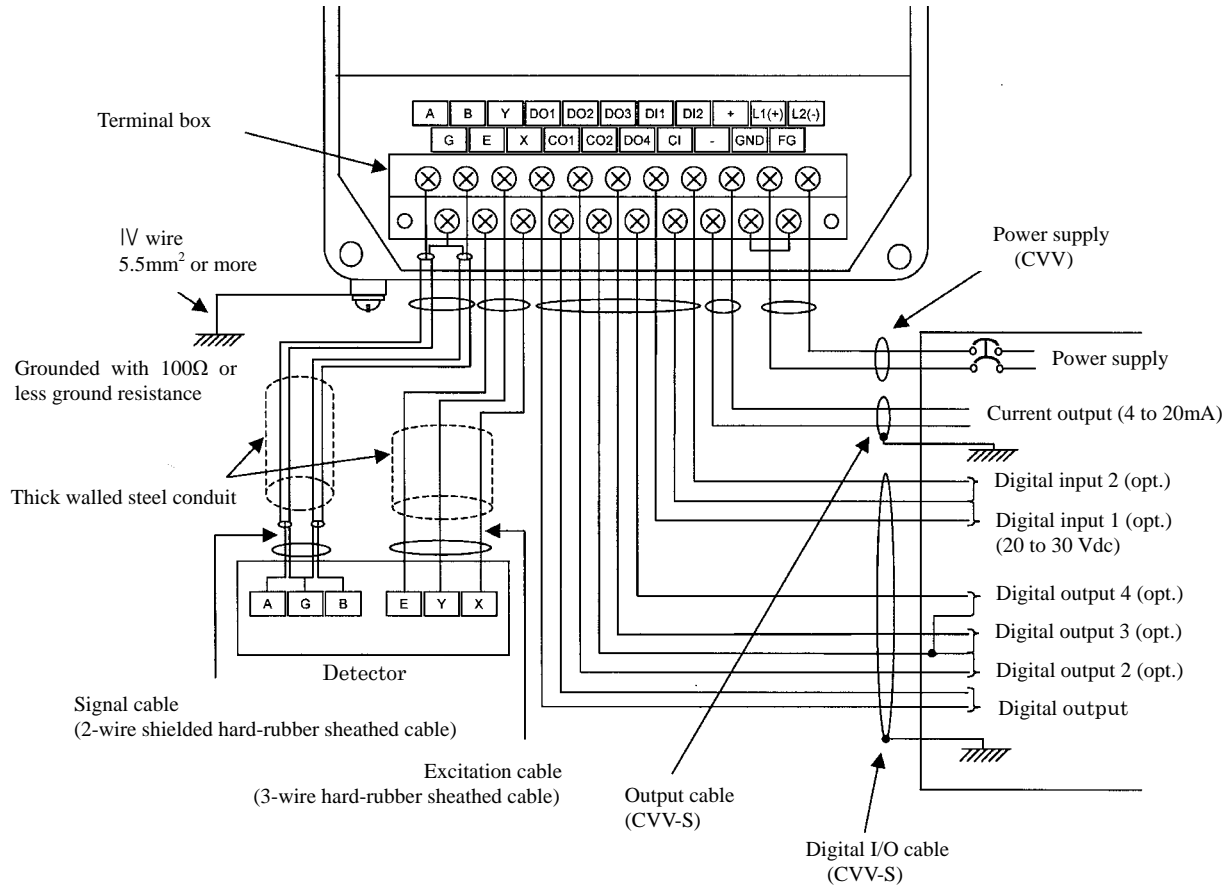 A B Y DO1 DO2 DO3 DI1 DI2 + L1(+) L2(-)
G E X CO1 CO2 DO4 CI - GND FG
Terminal box
IV wire
5.5mm² or more
Grounded with 100Ω or
less ground resistance
Thick walled steel conduit
Power supply
(CVV)
Power supply
Current output (4 to 20mA)
Digital input 2 (opt.)
Digital input 1 (opt.)
(20 to 30 Vdc)
Digital output 4 (opt.)
Digital output 3 (opt.)
Digital output 2 (opt.)
Digital output
A G B E Y X
Detector
Signal cable
(2-wire shielded hard-rubber sheathed cable)
Excitation cable
(3-wire hard-rubber sheathed cable)
Output cable
(CVV-S)
Digital I/O cable
(CVV-S)